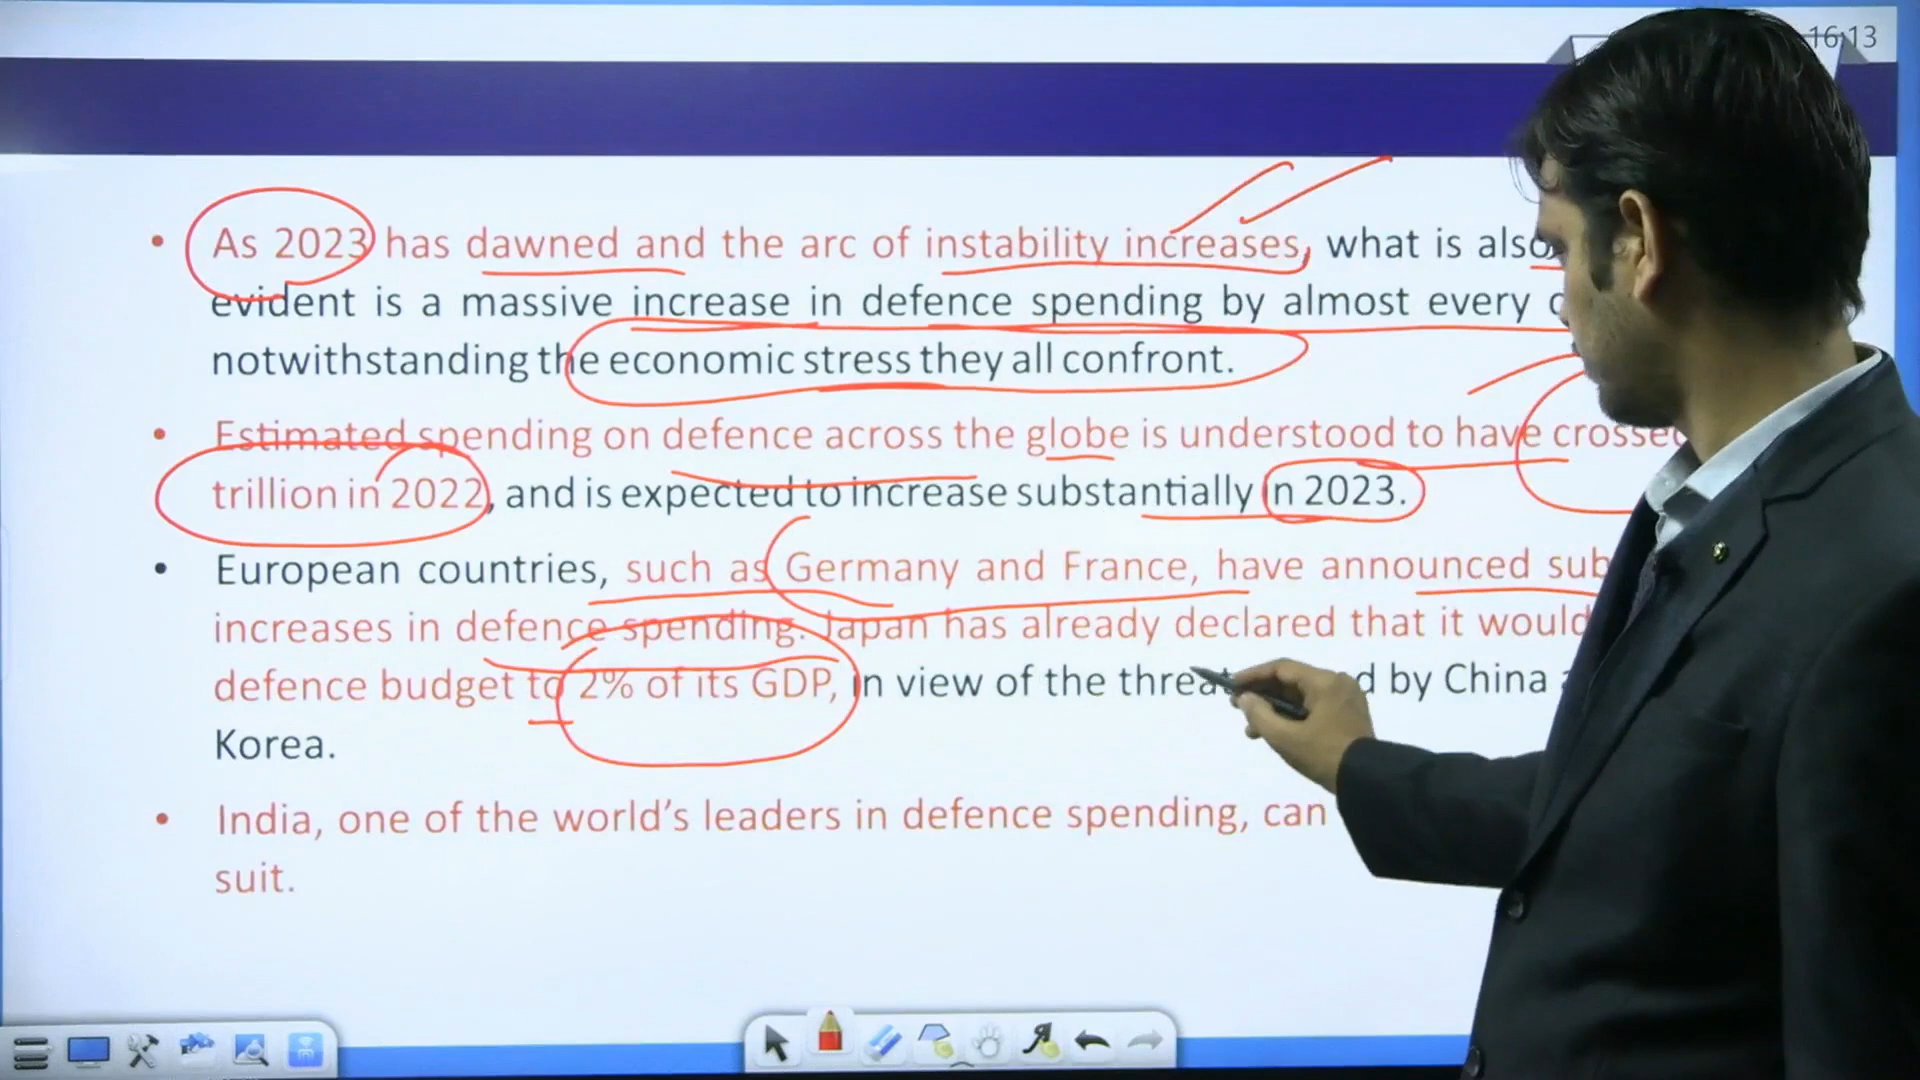 16:13
• As 2023 has dawned and the arc of instability increases, what is also
evident is a massive increase in defence spending by almost every
notwithstanding the economic stress they all confront.
• Estimated spending on defence across the globe is understood to have crossed
trillion in 2022, and is expected to increase substantially in 2023.
• European countries, such as Germany and France, have announced
increases in defence spending. Japan has already declared that it would
defence budget to 2% of its GDP, in view of the by China
Korea.
• India, one of the world's leaders in defence spending, can
suit.